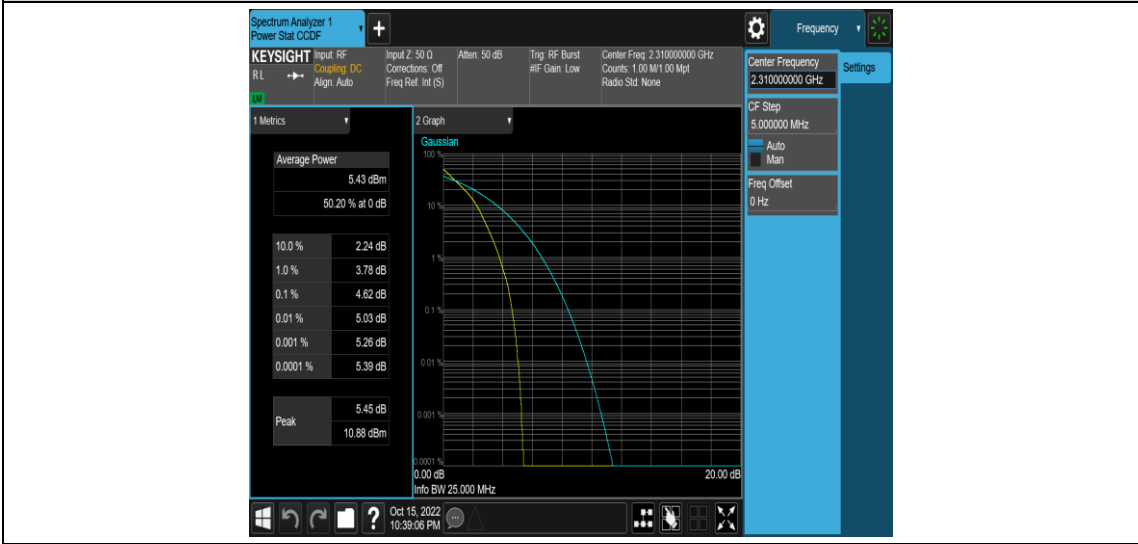 Spectrum Analyzer 1
Power Stat CCDF
+
Frequency
KEYSIGHT
RL
LXI
Input: RF
Coupling: DC
Align: Auto
Input Z: 50 Ω
Corrections: Off
Freq Ref: Int (S)
Atten: 50 dB
Trig: RF Burst
#IF Gain: Low
Center Freq: 2.310000000 GHz
Counts: 1.00 M/1.00 Mpt
Radio Std: None
Center Frequency
2.310000000 GHz
Settings
CF Step
5.000000 MHz
Auto
Man
Freq Offset
0 Hz
1 Metrics
Average Power
5.43 dBm
50.20 % at 0 dB
10.0 % 2.24 dB
1.0 % 3.78 dB
0.1 % 4.62 dB
0.01 % 5.03 dB
0.001 % 5.26 dB
0.0001 % 5.39 dB
Peak
5.45 dB
10.88 dBm
2 Graph
Gaussian
100 %
10 %
1 %
0.1 %
0.01 %
0.001 %
0.0001 %
0.00 dB 20.00 dB
Info BW 25.000 MHz
?
Oct 15, 2022
10:39:06 PM